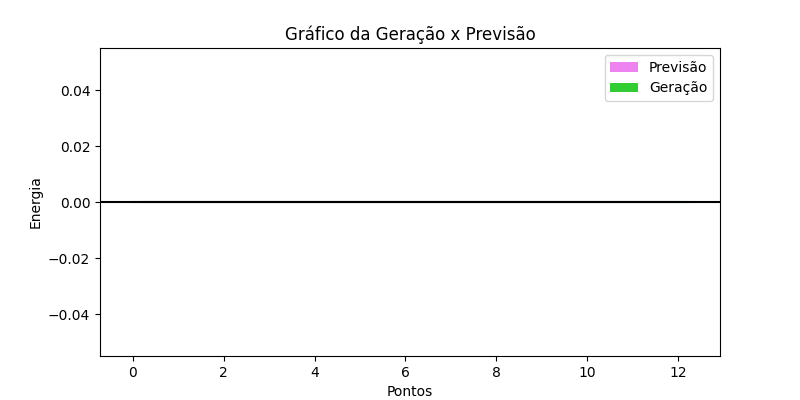 Gráfico da Geração x Previsão
Previsão
Geração
0.04
0.02
0.00
−0.02
−0.04
Energia
0 2 4 6 8 10 12
Pontos